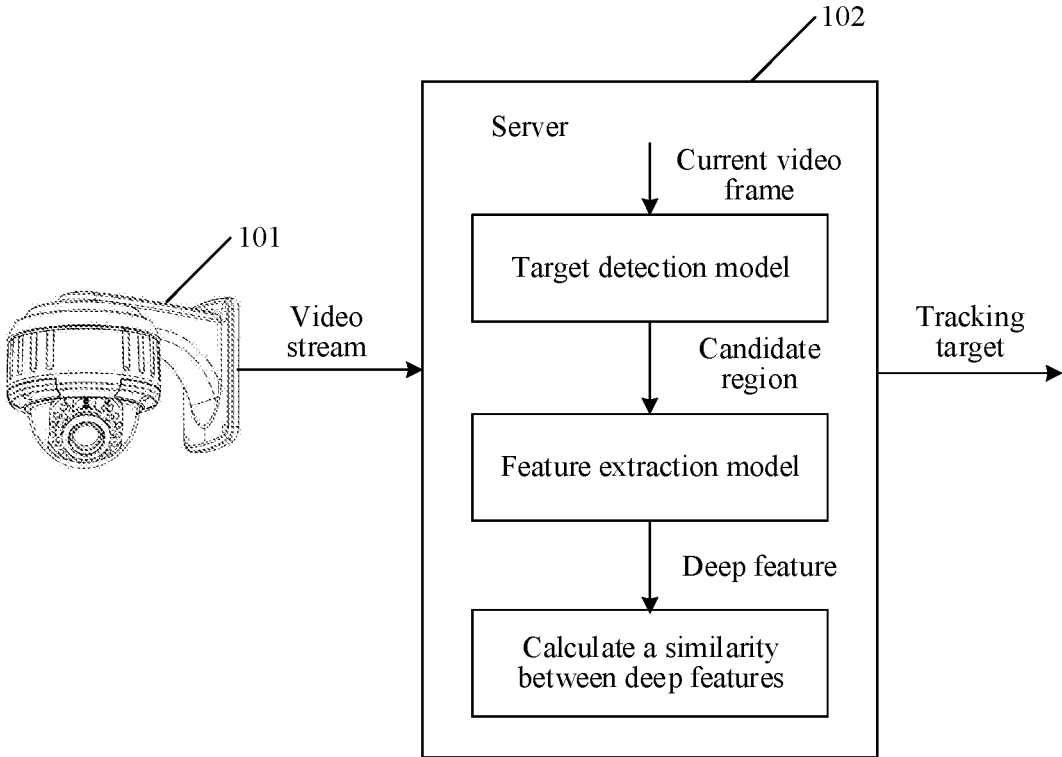 102
Server
Current video
frame
101
Target detection model
Video
stream
Candidate
region
Tracking
target
Feature extraction model
Deep feature
Calculate a similarity
between deep features